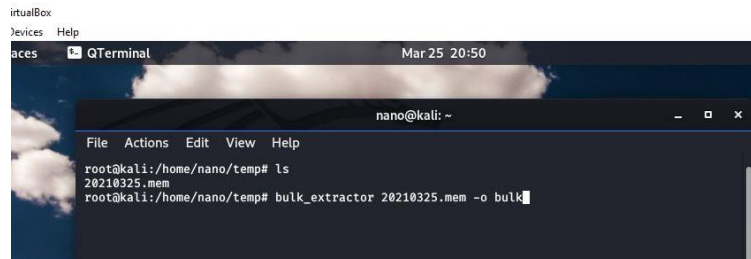 irtualBox
Devices Help
aces QTerminal Mar 25 20:50
nano@kali: ~
File Actions Edit View Help
root@kali:/home/nano/temp# ls
20210325.mem
root@kali:/home/nano/temp# bulk_extractor 20210325.mem -o bulk